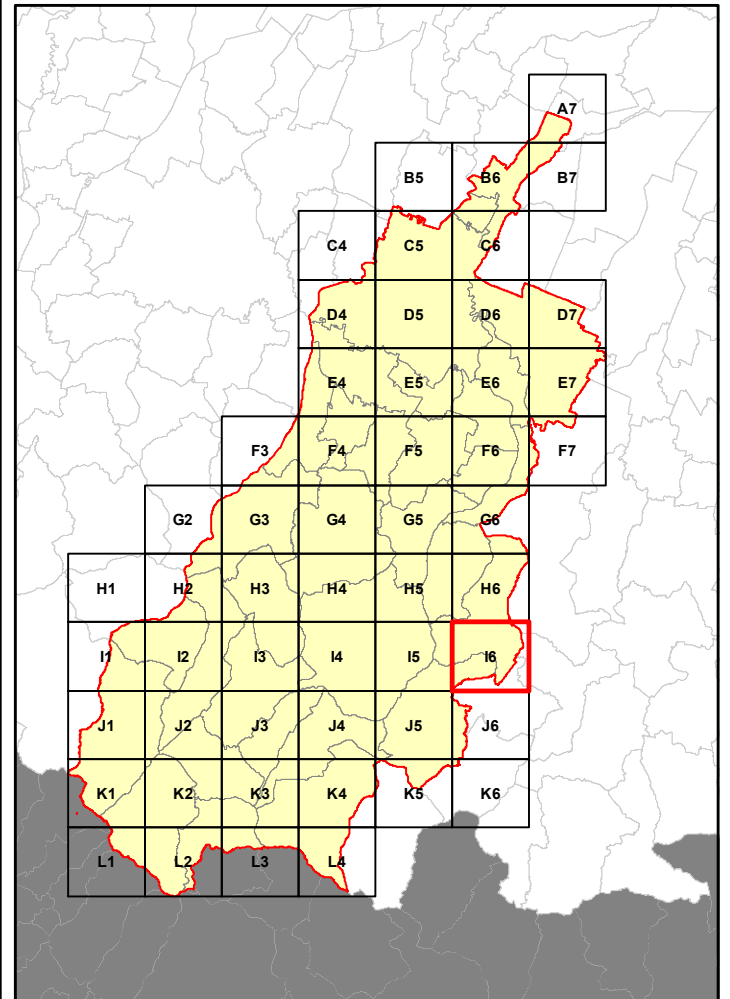 A7
B5 B6 B7
C4 C5 C6
D4 D5 D6 D7
E4 E5 E6 E7
F3 F4 F5 F6 F7
G2 G3 G4 G5 G6
H1 H2 H3 H4 H5 H6
I1 I2 I3 I4 I5 I6
J1 J2 J3 J4 J5 J6
K1 K2 K3 K4 K5 K6
L1 L2 L3 L4